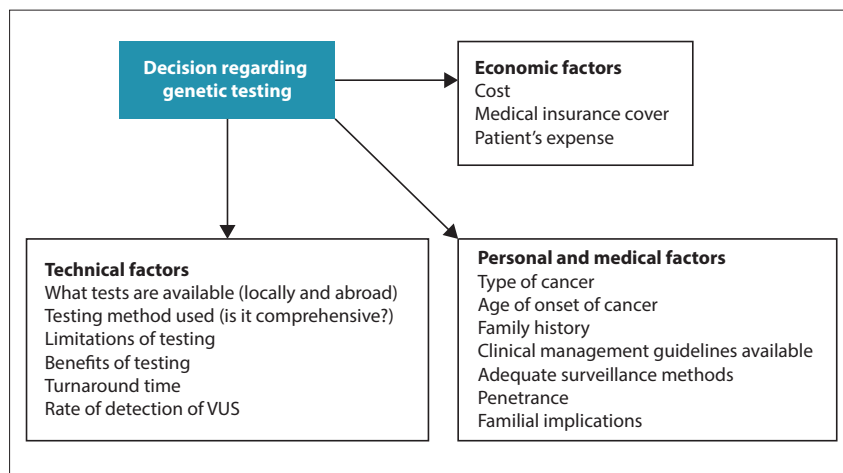 Decision regarding
genetic testing
Economic factors
Cost
Medical insurance cover
Patient's expense
Technical factors
What tests are available (locally and abroad)
Testing method used (is it comprehensive?)
Limitations of testing
Benefits of testing
Turnaround time
Rate of detection of VUS
Personal and medical factors
Type of cancer
Age of onset of cancer
Family history
Clinical management guidelines available
Adequate surveillance methods
Penetrance
Familial implications